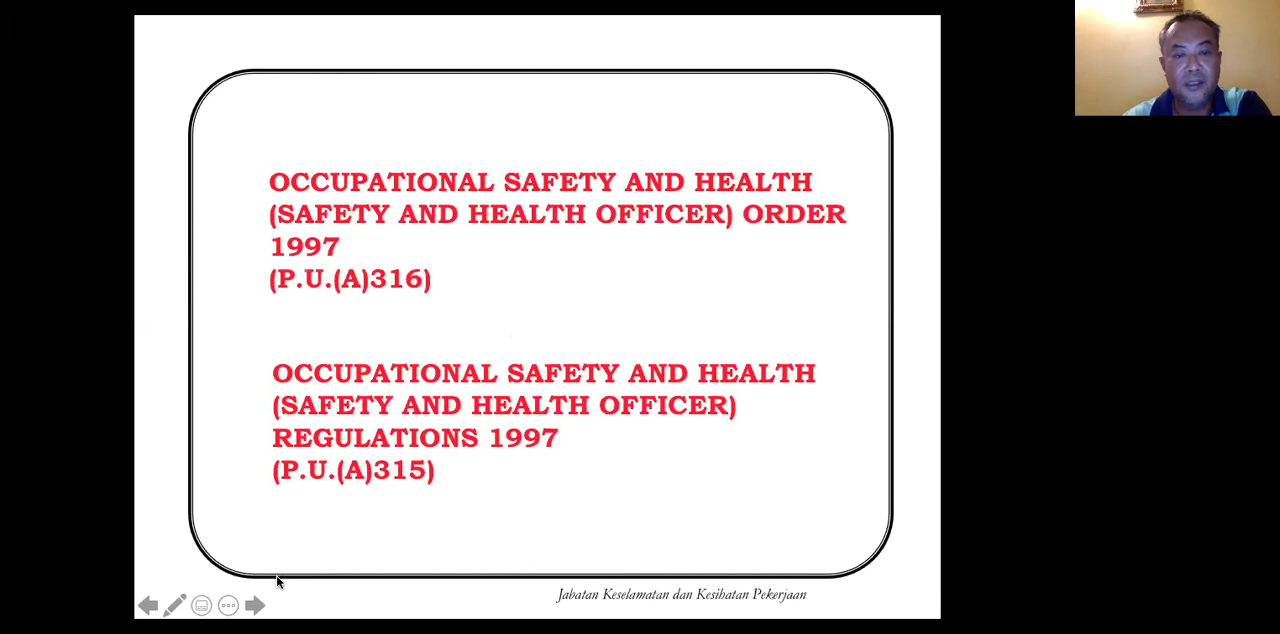 OCCUPATIONAL SAFETY AND HEALTH
(SAFETY AND HEALTH OFFICER) ORDER
1997
(P.U.(A)316)
OCCUPATIONAL SAFETY AND HEALTH
(SAFETY AND HEALTH OFFICER)
REGULATIONS 1997
(P.U.(A)315)
Jabatan Keselamatan dan Kesihatan Pekerjaan